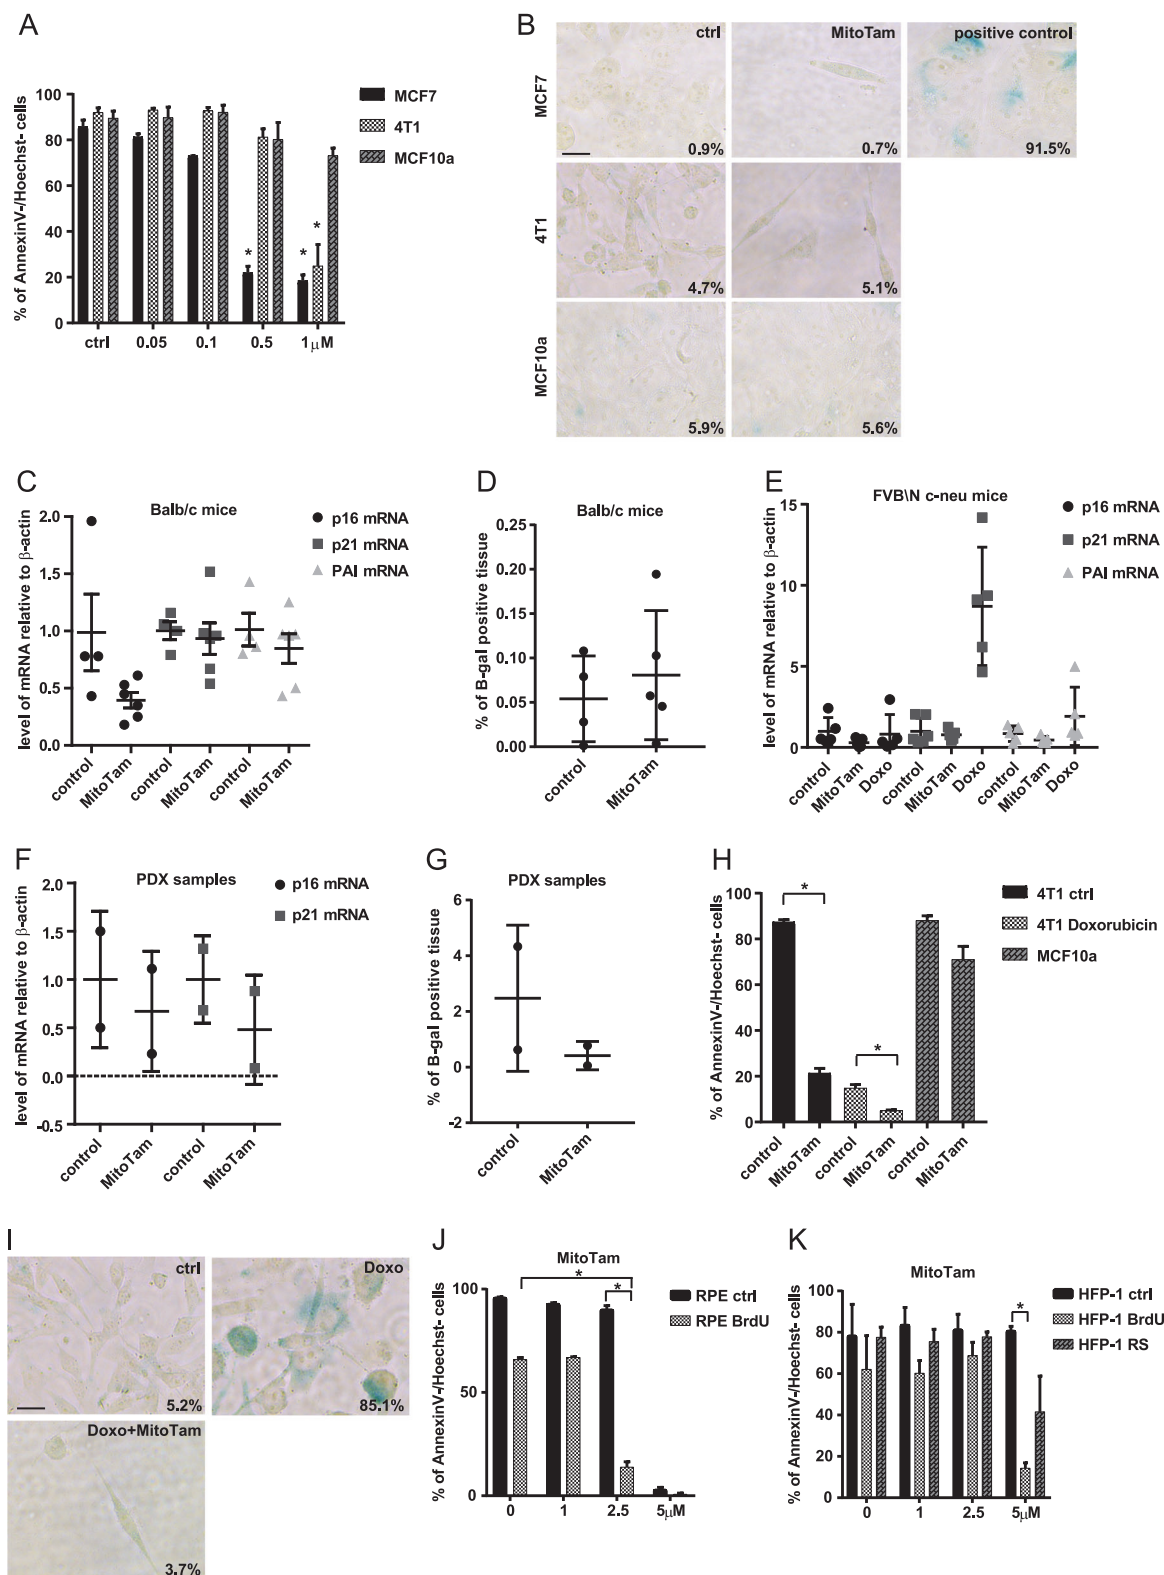 A
% of AnnexinV-/Hoechst- cells
100
80
60
40
20
0
ctrl 0.05 0.1 0.5 1μM
* * *
MCF7
4T1
MCF10a
B
ctrl MitoTam positive control
MCF7
0.9% 0.7% 91.5%
4T1
4.7% 5.1%
MCF10a
5.9% 5.6%
C
Balb/c mice
level of mRNA relative to β-actin
2.0
1.5
1.0
0.5
0.0
control MitoTam control MitoTam control MitoTam
p16 mRNA
p21 mRNA
PAI mRNA
D
Balb/c mice
% of B-gal positive tissue
0.25
0.20
0.15
0.10
0.05
0.00
control MitoTam
E
FVB\N c-neu mice
level of mRNA relative to β-actin
15
10
5
0
control MitoTam Doxo control MitoTam Doxo control MitoTam Doxo
p16 mRNA
p21 mRNA
PAI mRNA
F
PDX samples
level of mRNA relative to β-actin
2.0
1.5
1.0
0.5
0.0
-0.5
control MitoTam control MitoTam
p16 mRNA
p21 mRNA
G
PDX samples
% of B-gal positive tissue
6
4
2
0
-2
control MitoTam
H
% of AnnexinV-/Hoechst- cells
100
80
60
40
20
0
* *
control MitoTam control MitoTam control MitoTam
4T1 ctrl
4T1 Doxorubicin
MCF10a
I
ctrl Doxo
5.2% 85.1%
Doxo+MitoTam
3.7%
J
MitoTam
% of AnnexinV-/Hoechst- cells
100
50
0
* *
0 1 2.5 5μM
RPE ctrl
RPE BrdU
K
MitoTam
% of AnnexinV-/Hoechst- cells
100
80
60
40
20
0
*
0 1 2.5 5μM
HFP-1 ctrl
HFP-1 BrdU
HFP-1 RS